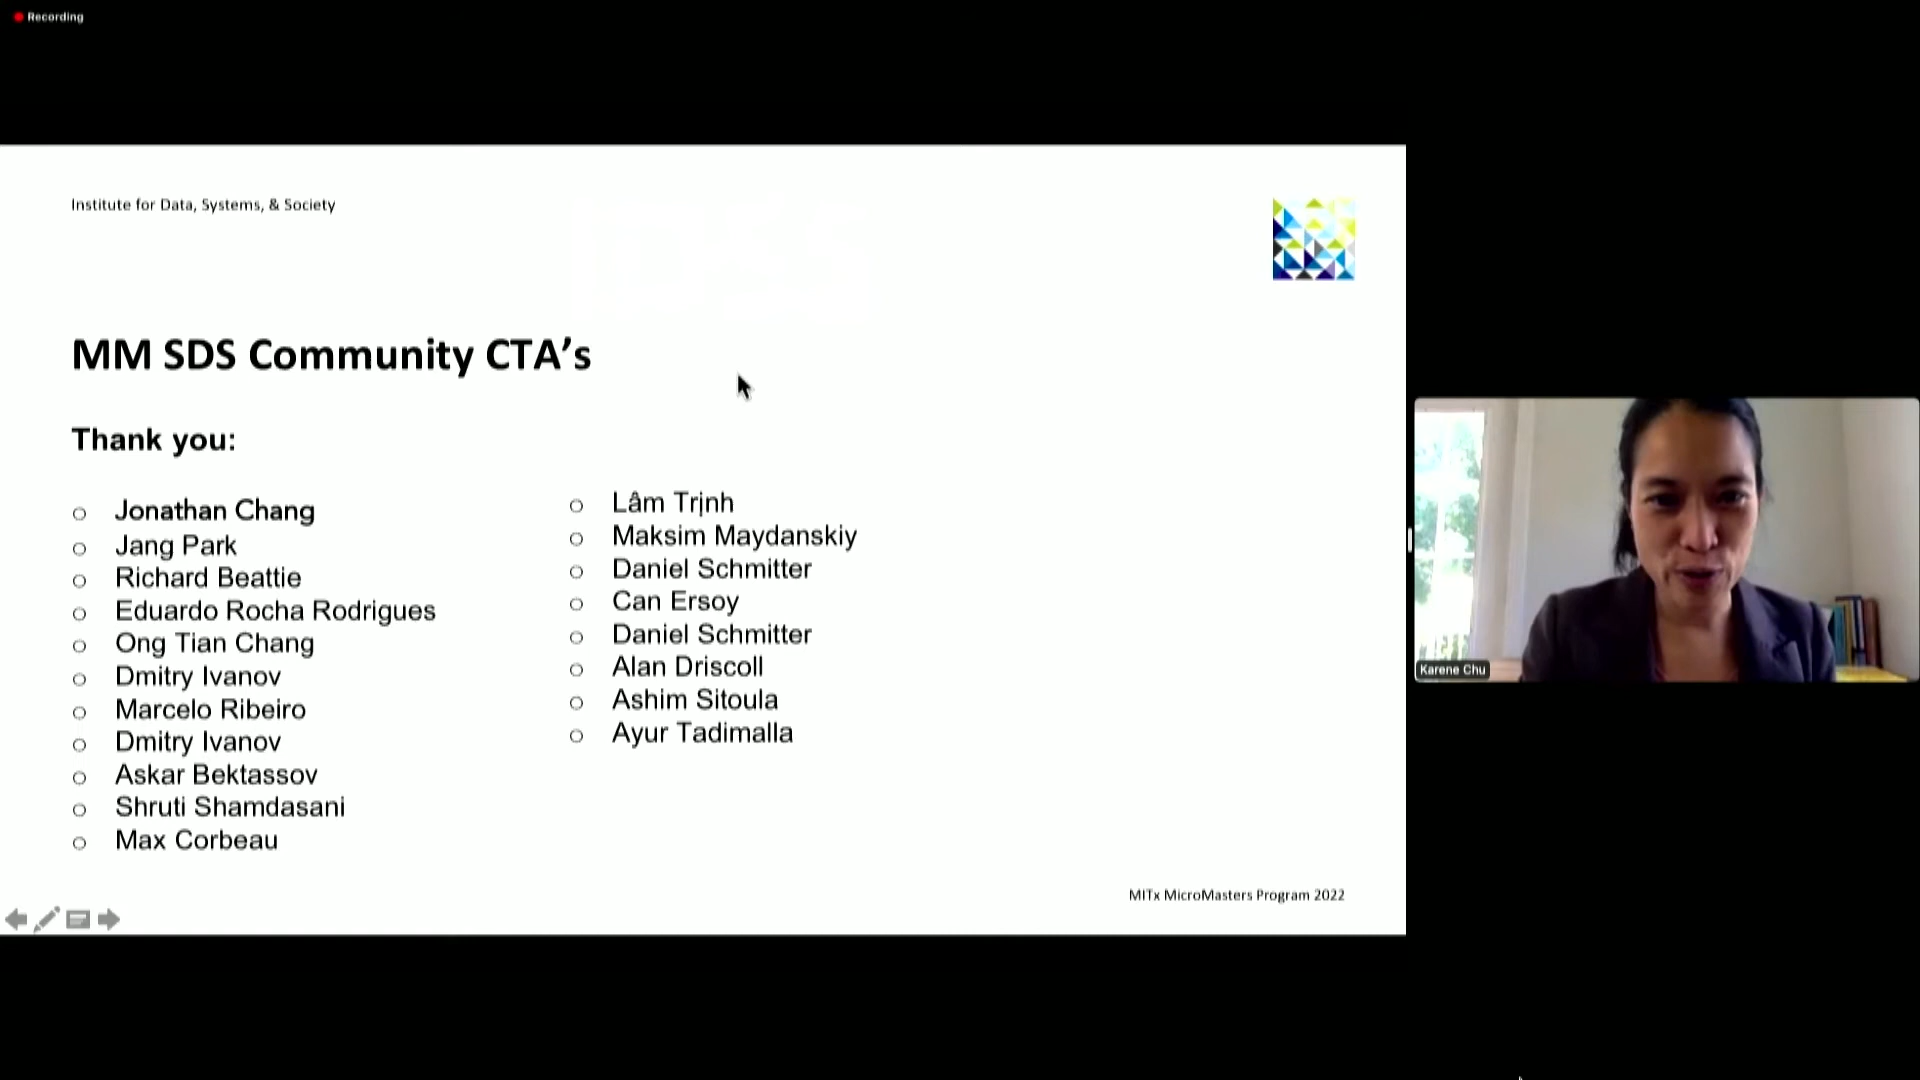 Recording
Institute for Data, Systems, & Society
MM SDS Community CTA’s
Thank you:
Jonathan Chang
Jang Park
Richard Beattie
Eduardo Rocha Rodrigues
Ong Tian Chang
Dmitry Ivanov
Marcelo Ribeiro
Dmitry Ivanov
Askar Bektassov
Shruti Shamdasani
Max Corbeau
Lâm Trịnh
Maksim Maydanskiy
Daniel Schmitter
Can Ersoy
Daniel Schmitter
Alan Driscoll
Ashim Sitoula
Ayur Tadimalla
MITx MicroMasters Program 2022
Karene Chu